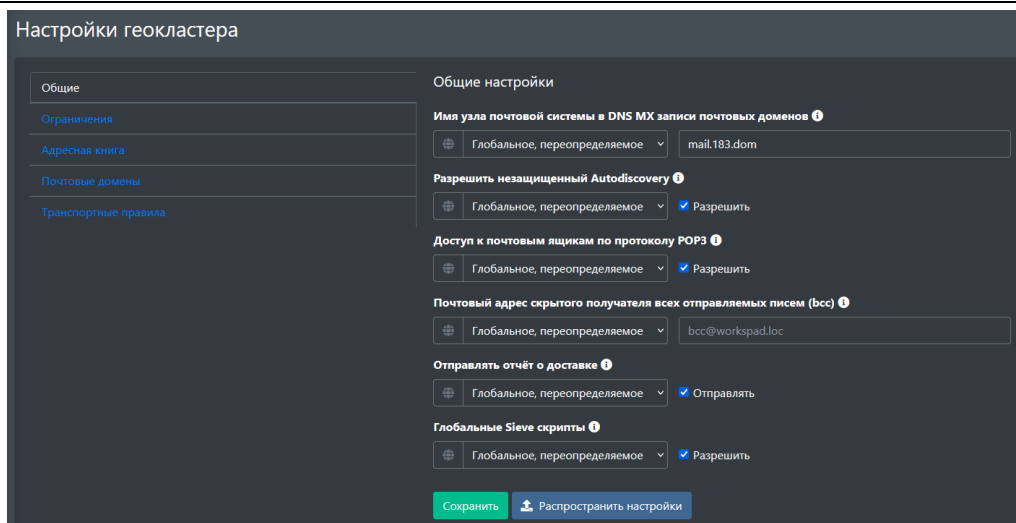 Настройки геокластера
Общие
Ограничения
Адресная книга
Почтовые домены
Транспортные правила
Общие настройки
Имя узла почтовой системы в DNS MX записи почтовых доменов
Глобальное, переопределяемое mail.183.dom
Разрешить незащищенный Autodiscovery
Глобальное, переопределяемое Разрешить
Доступ к почтовым ящикам по протоколу POP3
Глобальное, переопределяемое Разрешить
Почтовый адрес скрытого получателя всех отправляемых писем (bcc)
Глобальное, переопределяемое bcc@workspad.loc
Отправлять отчёт о доставке
Глобальное, переопределяемое Отправлять
Глобальные Sieve скрипты
Глобальное, переопределяемое Разрешить
Сохранить Распространить настройки